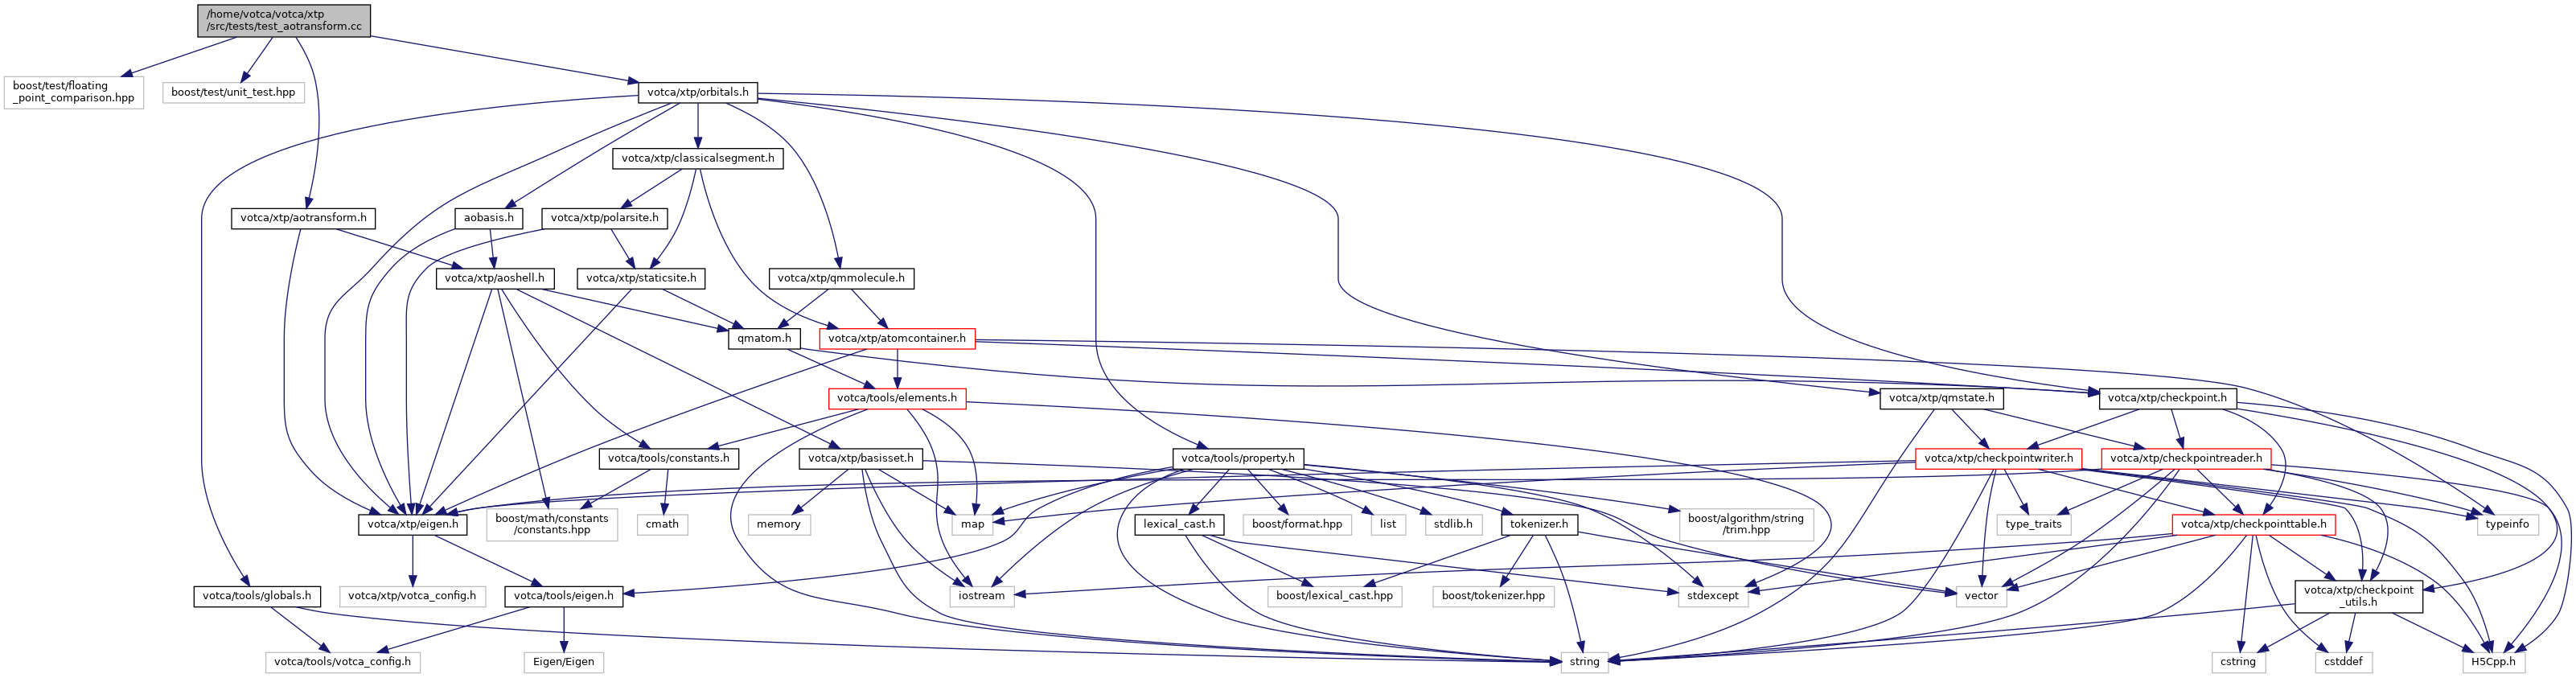 /home/votca/votca/xtp
/src/tests/test_aotransform.cc
boost/test/floating
_point_comparison.hpp
boost/test/unit_test.hpp
votca/xtp/orbitals.h
votca/xtp/classicalsegment.h
votca/xtp/aotransform.h
aobasis.h
votca/xtp/polarsite.h
votca/xtp/aoshell.h
votca/xtp/staticsite.h
votca/xtp/qmmolecule.h
qmatom.h
votca/xtp/atomcontainer.h
votca/tools/elements.h
votca/xtp/qmstate.h
votca/xtp/checkpoint.h
votca/tools/constants.h
votca/xtp/basisset.h
votca/tools/property.h
votca/xtp/checkpointwriter.h
votca/xtp/checkpointreader.h
votca/xtp/eigen.h
boost/math/constants
/constants.hpp
cmath
memory
map
lexical_cast.h
boost/format.hpp
list
stdlib.h
tokenizer.h
boost/algorithm/string
/trim.hpp
type_traits
votca/xtp/checkpointtable.h
typeinfo
votca/tools/globals.h
votca/xtp/votca_config.h
votca/tools/eigen.h
iostream
boost/lexical_cast.hpp
boost/tokenizer.hpp
stdexcept
vector
votca/xtp/checkpoint
_utils.h
votca/tools/votca_config.h
Eigen/Eigen
string
cstring
cstddef
H5Cpp.h